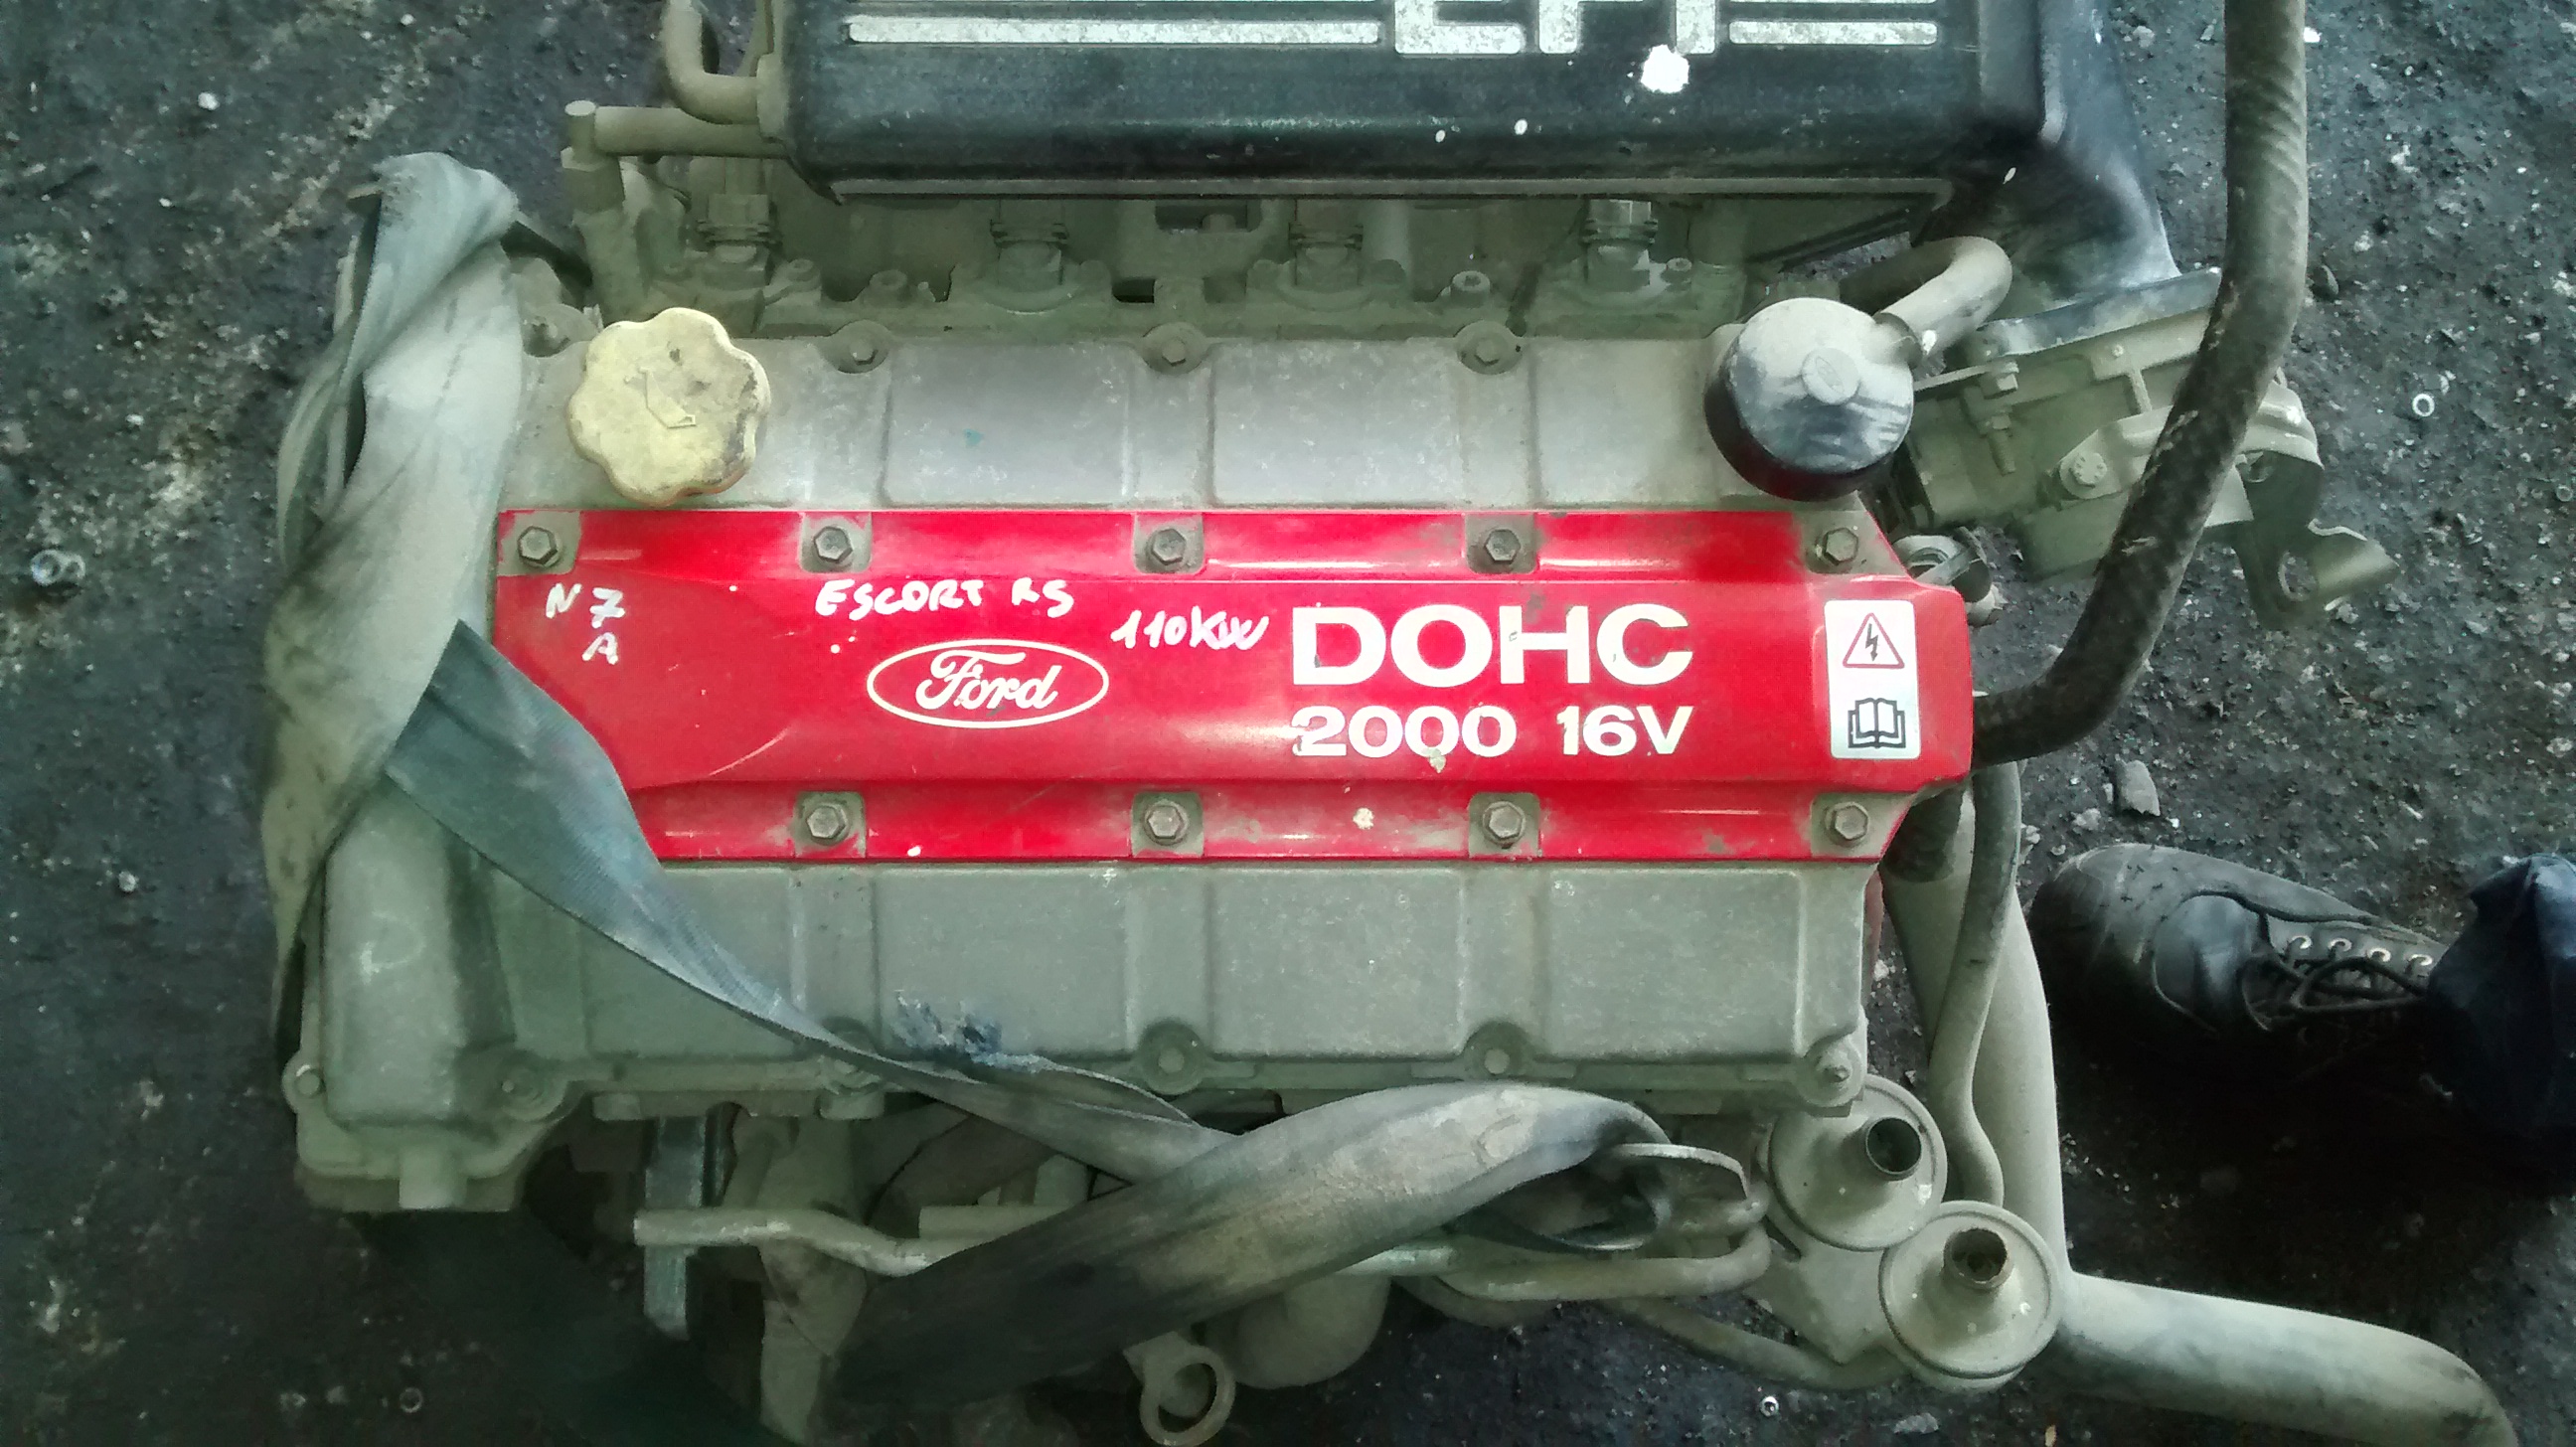 EFI
N7
A
ESCORT RS
110KW
Ford
DOHC
2000 16V